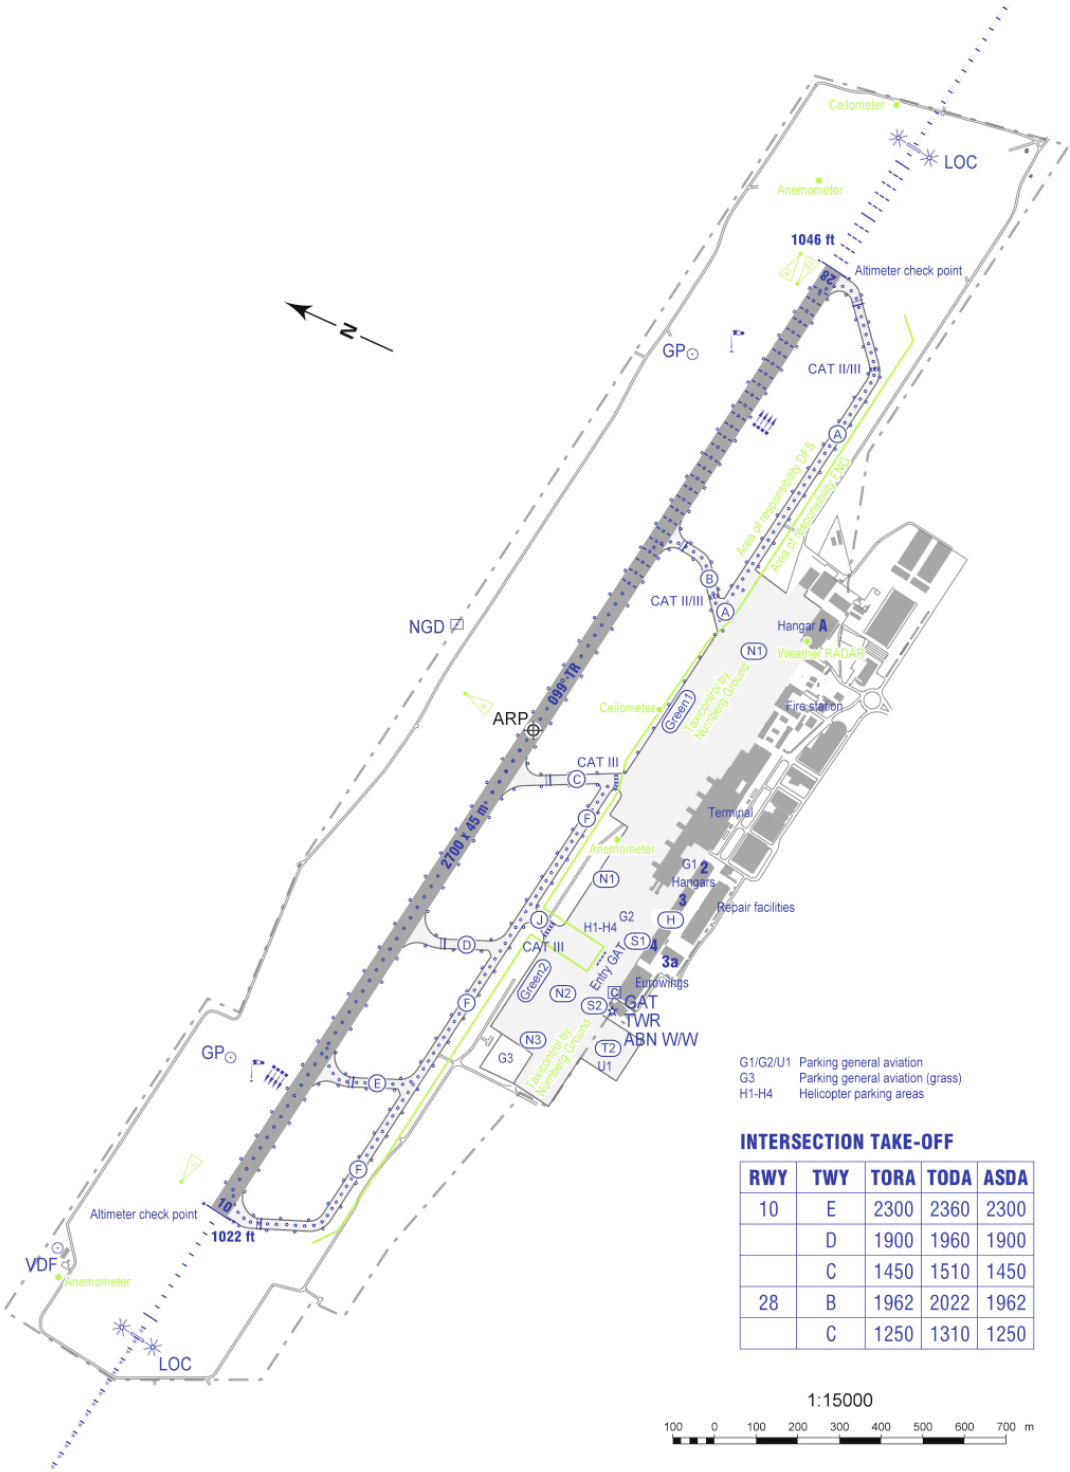 Ceilometer
LOC
Anemometer
1046 ft
A1
A2
28
Altimeter check point
N
GP
CAT II/III
A
Area of responsibility DFS
Area of responsibility ENG
B
CAT II/III
A
NGD
Hangar A
N1
Weather RADAR
099° TR
Taxicontrol by
Nürnberg Ground
Green1
Ceilometer
Fire station
B
ARP
CAT III
C
F
Terminal
2700 x 45 m
Anemometer
G1
2
Hangars
N1
3
Repair facilities
J
G2
H
H1-H4
D
CAT III
S1
4
Entry GAT
3a
Green2
Eurowings
N2
C
F
S2
GAT
TWR
N3
ABN W/W
GP
G3
T2
Taxicontrol by
Nürnberg Ground
U1
E
G1/G2/U1 Parking general aviation
G3 Parking general aviation (grass)
H1-H4 Helicopter parking areas
INTERSECTION TAKE-OFF
RWY TWY TORA TODA ASDA
10 E 2300 2360 2300
D 1900 1960 1900
C 1450 1510 1450
28 B 1962 2022 1962
C 1250 1310 1250
C
F
10
Altimeter check point
1022 ft
VDF
Anemometer
LOC
1:15000
100 0 100 200 300 400 500 600 700 m